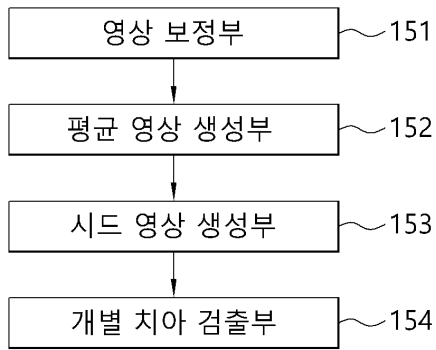 영상 보정부 151
평균 영상 생성부 152
시드 영상 생성부 153
개별 치아 검출부 154